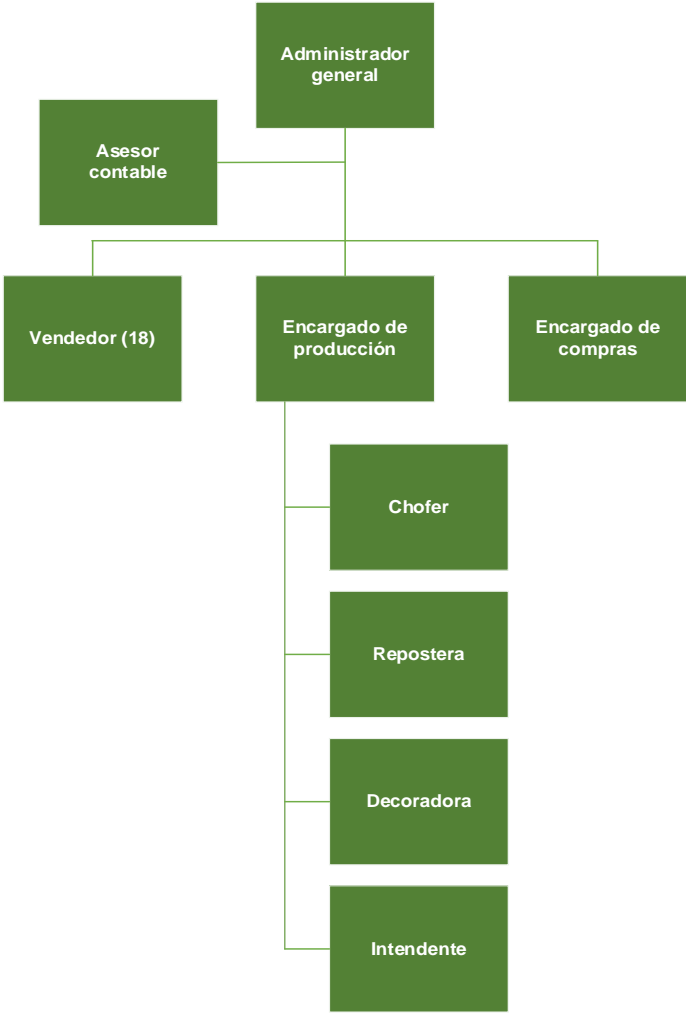 Administrador
general
Asesor
contable
Vendedor (18)
Encargado de
producción
Encargado de
compras
Chofer
Repostera
Decoradora
Intendente